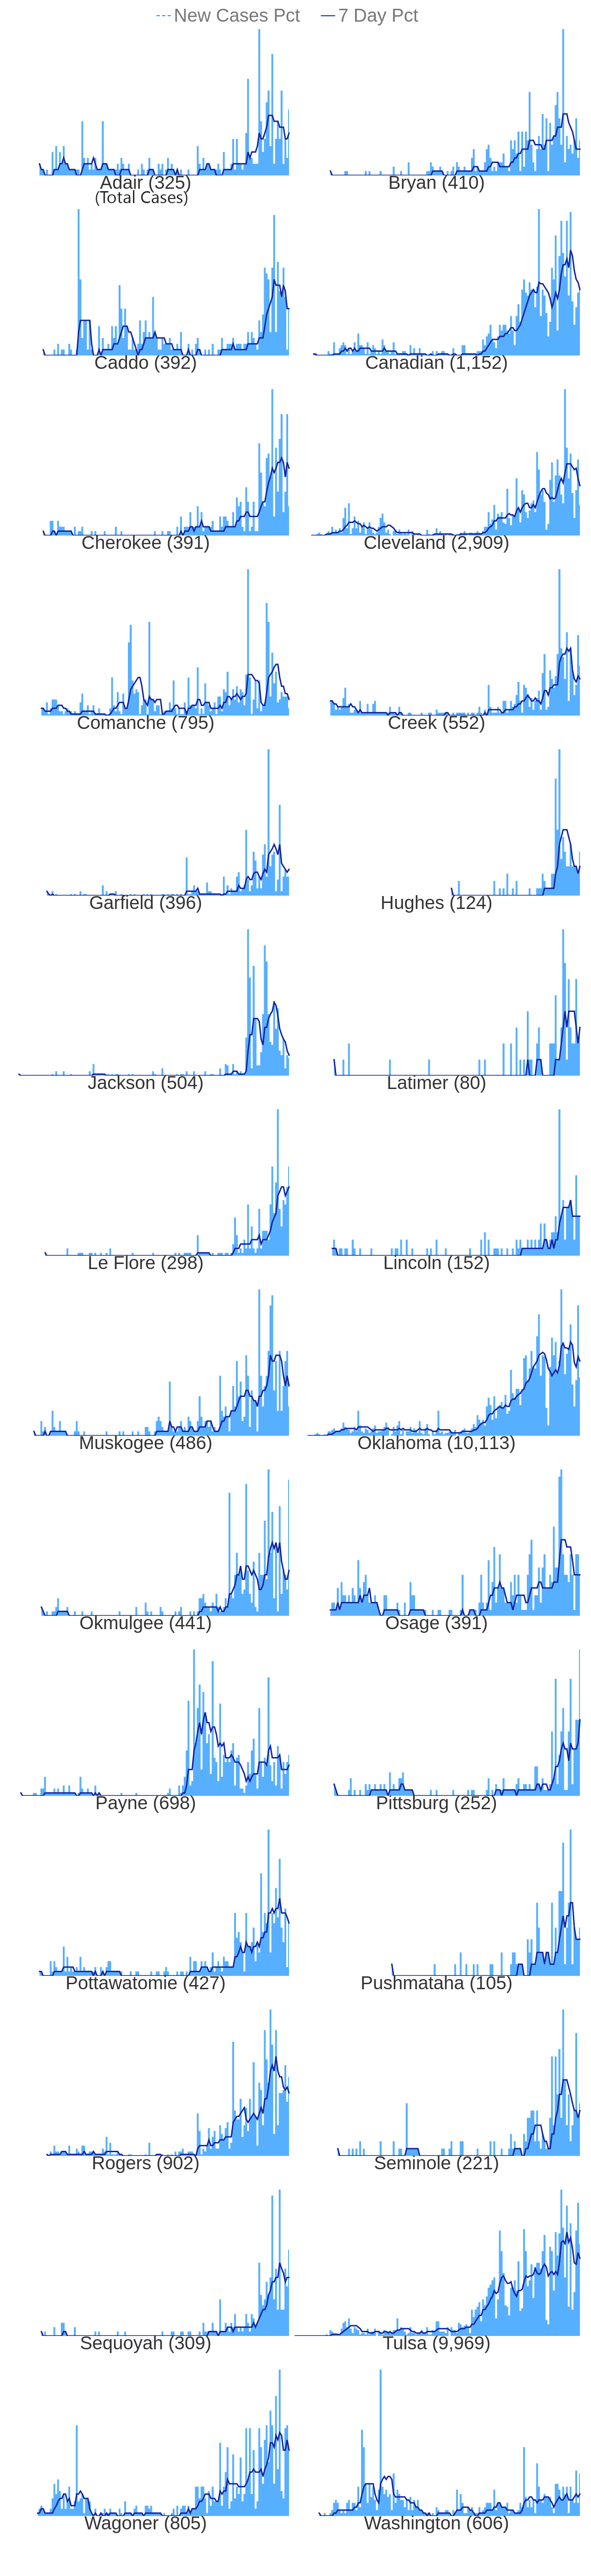 New Cases Pct 7 Day Pct
Adair (325) Bryan (410)
(Total Cases)
Caddo (392) Canadian (1,152)
Cherokee (391) Cleveland (2,909)
Comanche (795) Creek (552)
Garfield (396) Hughes (124)
Jackson (504) Latimer (80)
Le Flore (298) Lincoln (152)
Muskogee (486) Oklahoma (10,113)
Okmulgee (441) Osage (391)
Payne (698) Pittsburg (252)
Pottawatomie (427) Pushmataha (105)
Rogers (902) Seminole (221)
Sequoyah (309) Tulsa (9,969)
Wagoner (805) Washington (606)